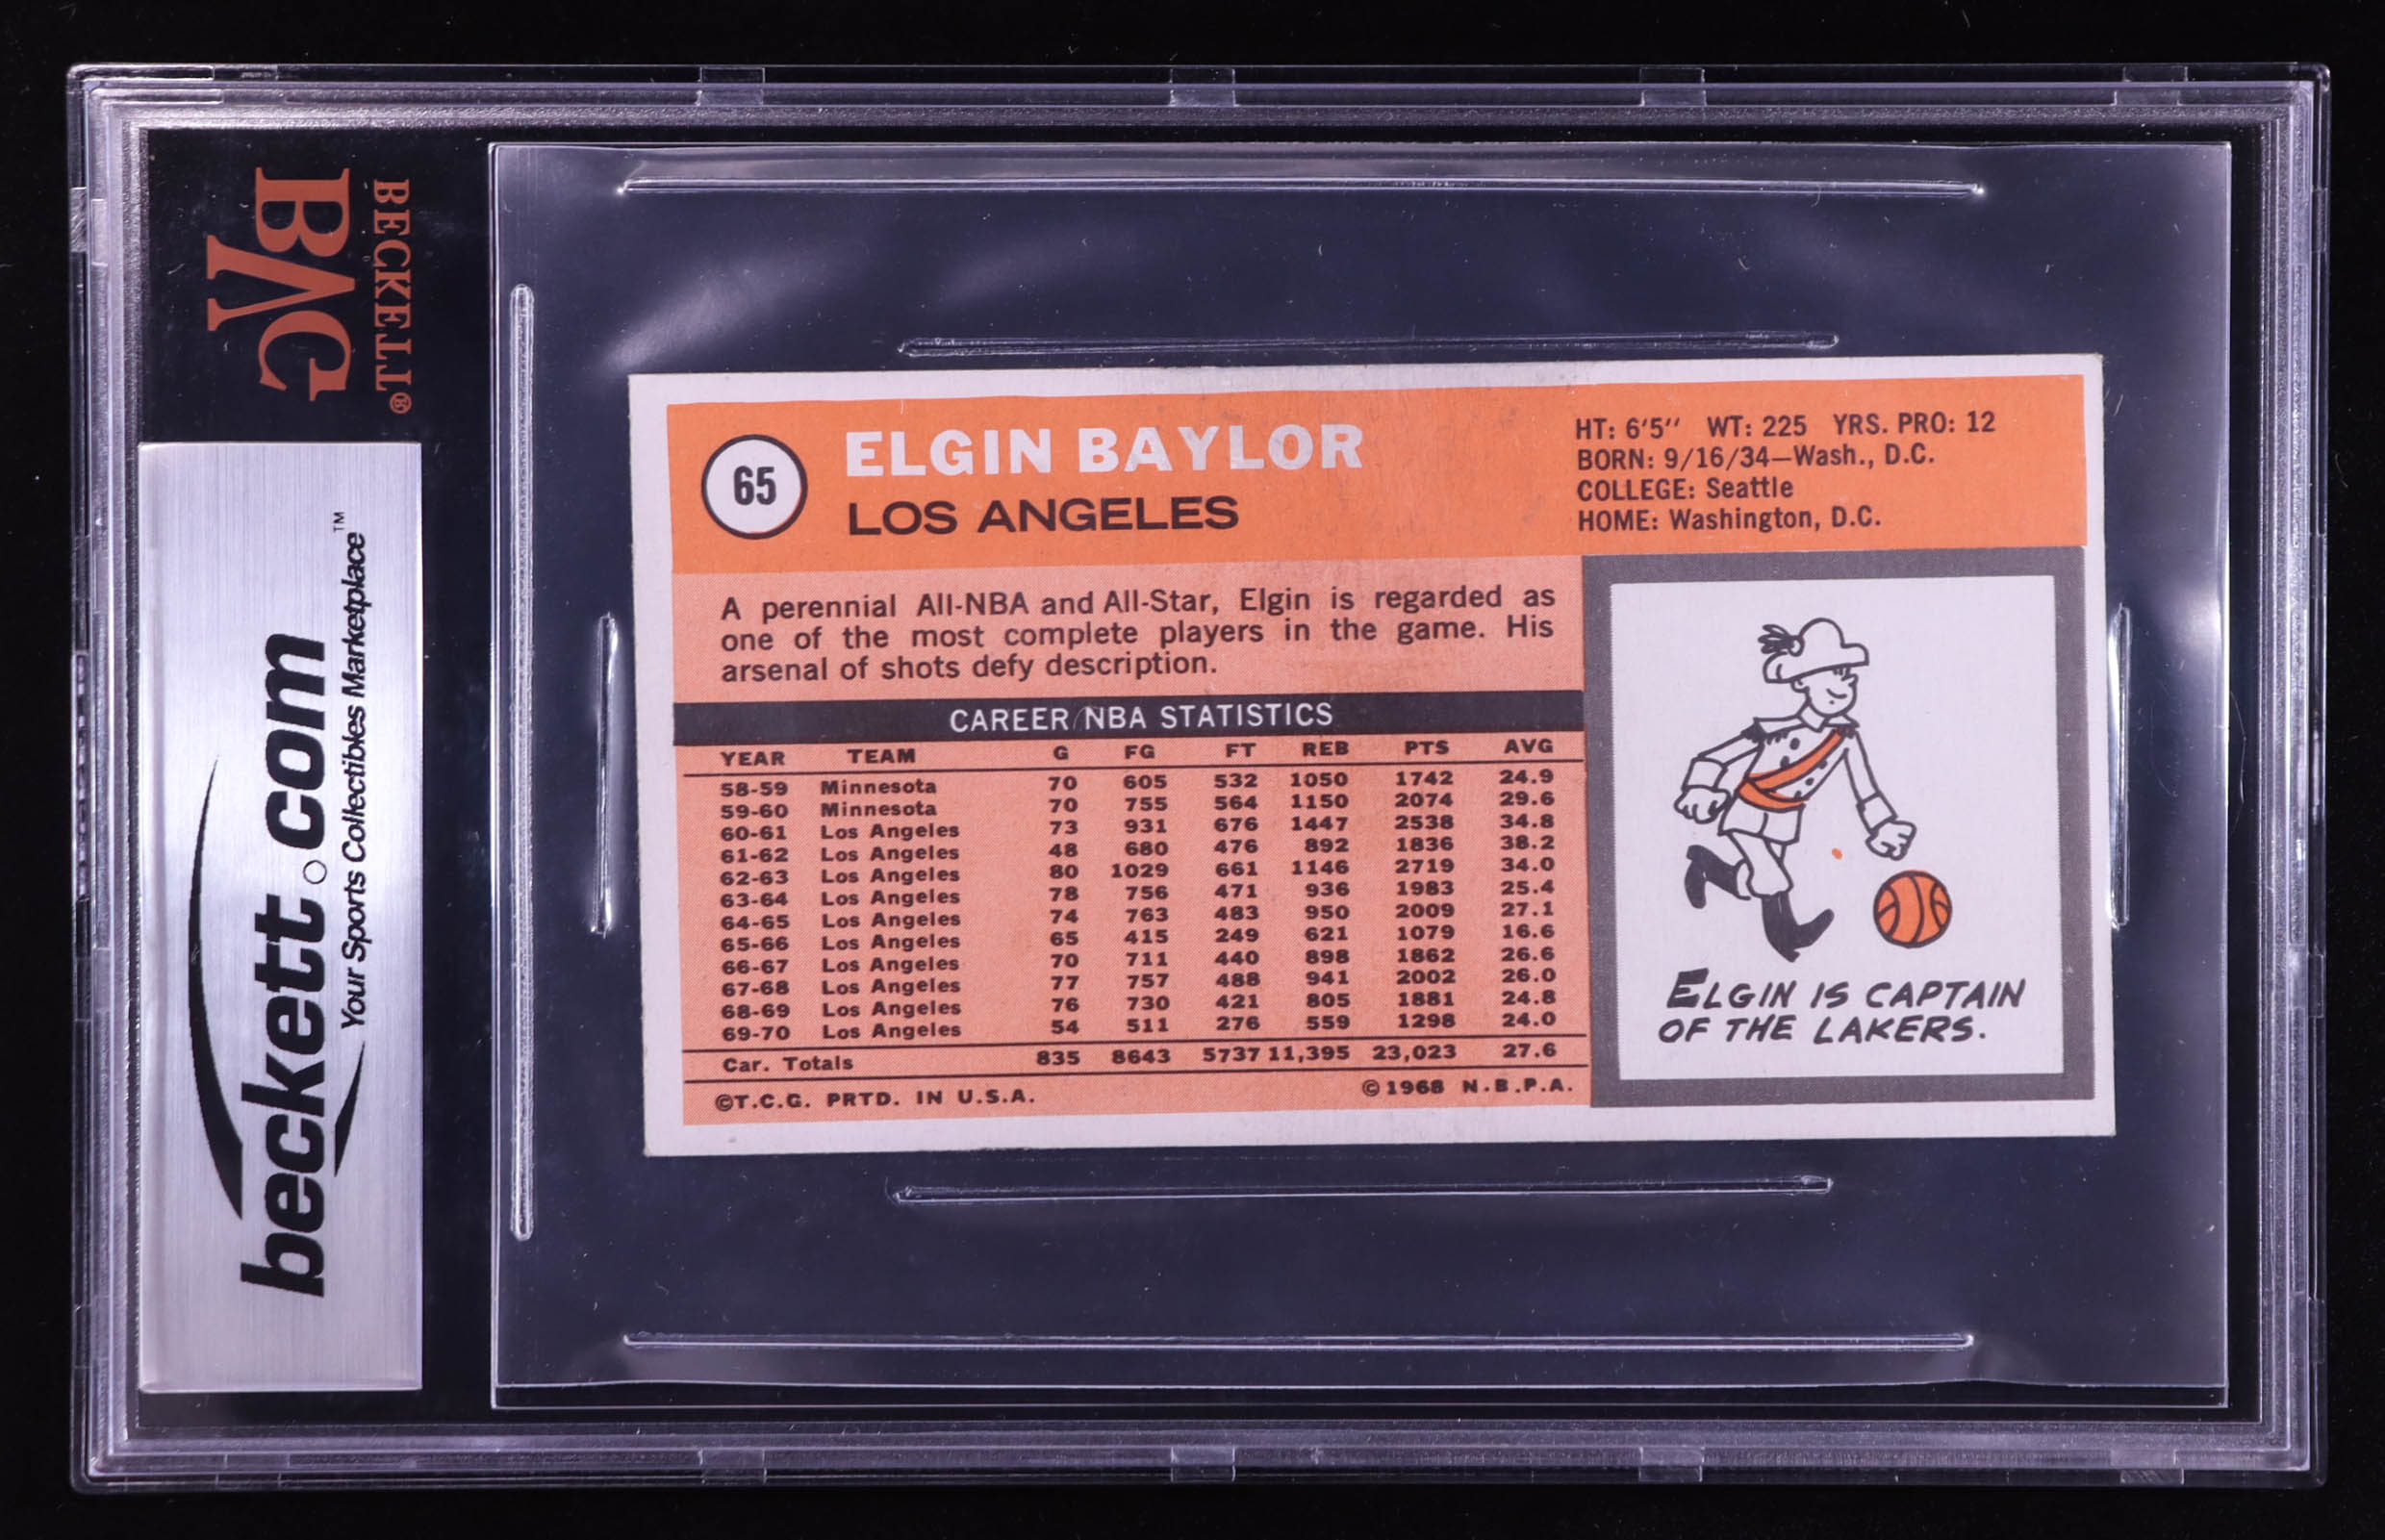 BECKETT®
BVG
beckett.com
Your Sports Collectibles Marketplace™
65
ELGIN BAYLOR
LOS ANGELES
HT: 6'5" WT: 225 YRS. PRO: 12
BORN: 9/16/34—Wash., D.C.
COLLEGE: Seattle
HOME: Washington, D.C.
A perennial All-NBA and All-Star, Elgin is regarded as
one of the most complete players in the game. His
arsenal of shots defy description.
CAREER NBA STATISTICS
YEAR TEAM G FG FT REB PTS AVG
58-59 Minnesota 70 605 532 1050 1742 24.9
59-60 Minnesota 70 755 564 1150 2074 29.6
60-61 Los Angeles 73 931 676 1447 2538 34.8
61-62 Los Angeles 48 680 476 892 1836 38.2
62-63 Los Angeles 80 1029 661 1146 2719 34.0
63-64 Los Angeles 78 756 471 936 1983 25.4
64-65 Los Angeles 74 763 483 950 2009 27.1
65-66 Los Angeles 65 415 249 621 1079 16.6
66-67 Los Angeles 70 711 440 898 1862 26.6
67-68 Los Angeles 77 757 488 941 2002 26.0
68-69 Los Angeles 76 730 421 805 1881 24.8
69-70 Los Angeles 54 511 276 559 1298 24.0
Car. Totals 835 8643 5737 11,395 23,023 27.6
©T.C.G. PRTD. IN U.S.A. ©1968 N.B.P.A.
ELGIN IS CAPTAIN
OF THE LAKERS.